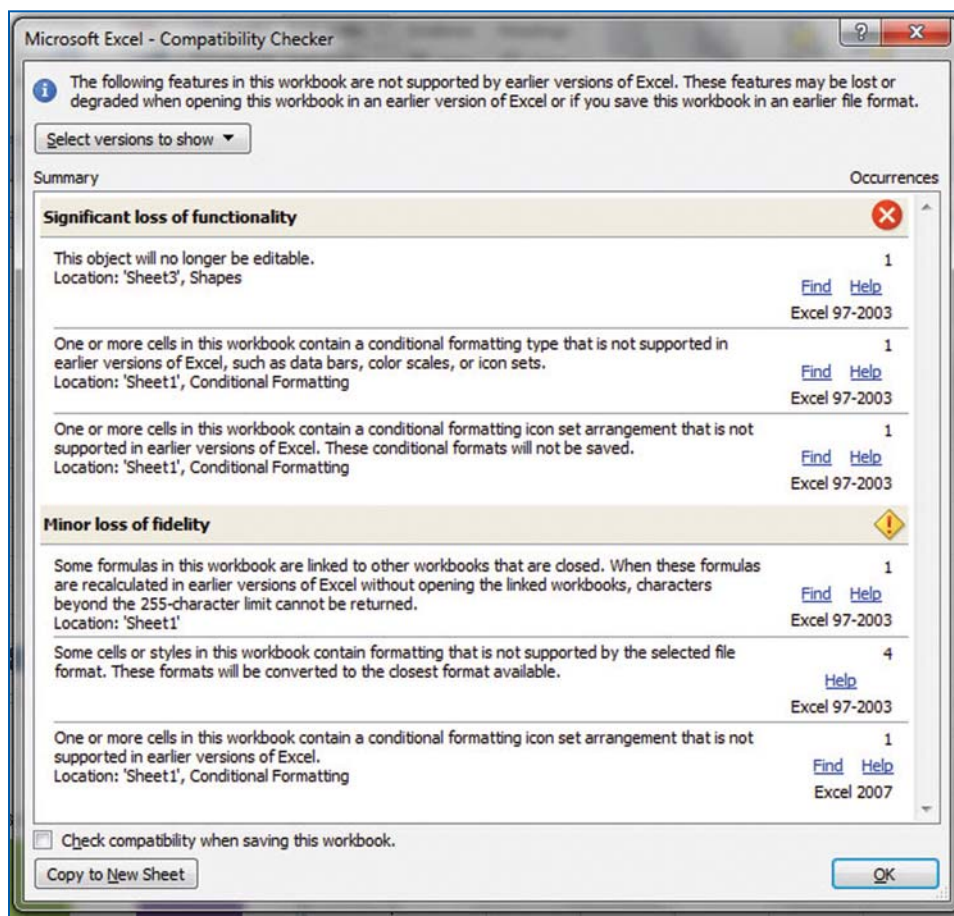 Microsoft Excel - Compatibility Checker
The following features in this workbook are not supported by earlier versions of Excel. These features may be lost or
degraded when opening this workbook in an earlier version of Excel or if you save this workbook in an earlier file format.
Select versions to show
Summary Occurrences
Significant loss of functionality
This object will no longer be editable. 1
Location: 'Sheet3', Shapes
Find Help
Excel 97-2003
One or more cells in this workbook contain a conditional formatting type that is not supported in 1
earlier versions of Excel, such as data bars, color scales, or icon sets.
Find Help
Location: 'Sheet1', Conditional Formatting
Excel 97-2003
One or more cells in this workbook contain a conditional formatting icon set arrangement that is not 1
supported in earlier versions of Excel. These conditional formats will not be saved.
Find Help
Location: 'Sheet1', Conditional Formatting
Excel 97-2003
Minor loss of fidelity
Some formulas in this workbook are linked to other workbooks that are closed. When these formulas 1
are recalculated in earlier versions of Excel without opening the linked workbooks, characters
Find Help
beyond the 255-character limit cannot be returned.
Location: 'Sheet1' Excel 97-2003
Some cells or styles in this workbook contain formatting that is not supported by the selected file 4
format. These formats will be converted to the closest format available.
Help
Excel 97-2003
One or more cells in this workbook contain a conditional formatting icon set arrangement that is not 1
supported in earlier versions of Excel.
Find Help
Location: 'Sheet1', Conditional Formatting
Excel 2007
Check compatibility when saving this workbook.
Copy to New Sheet OK